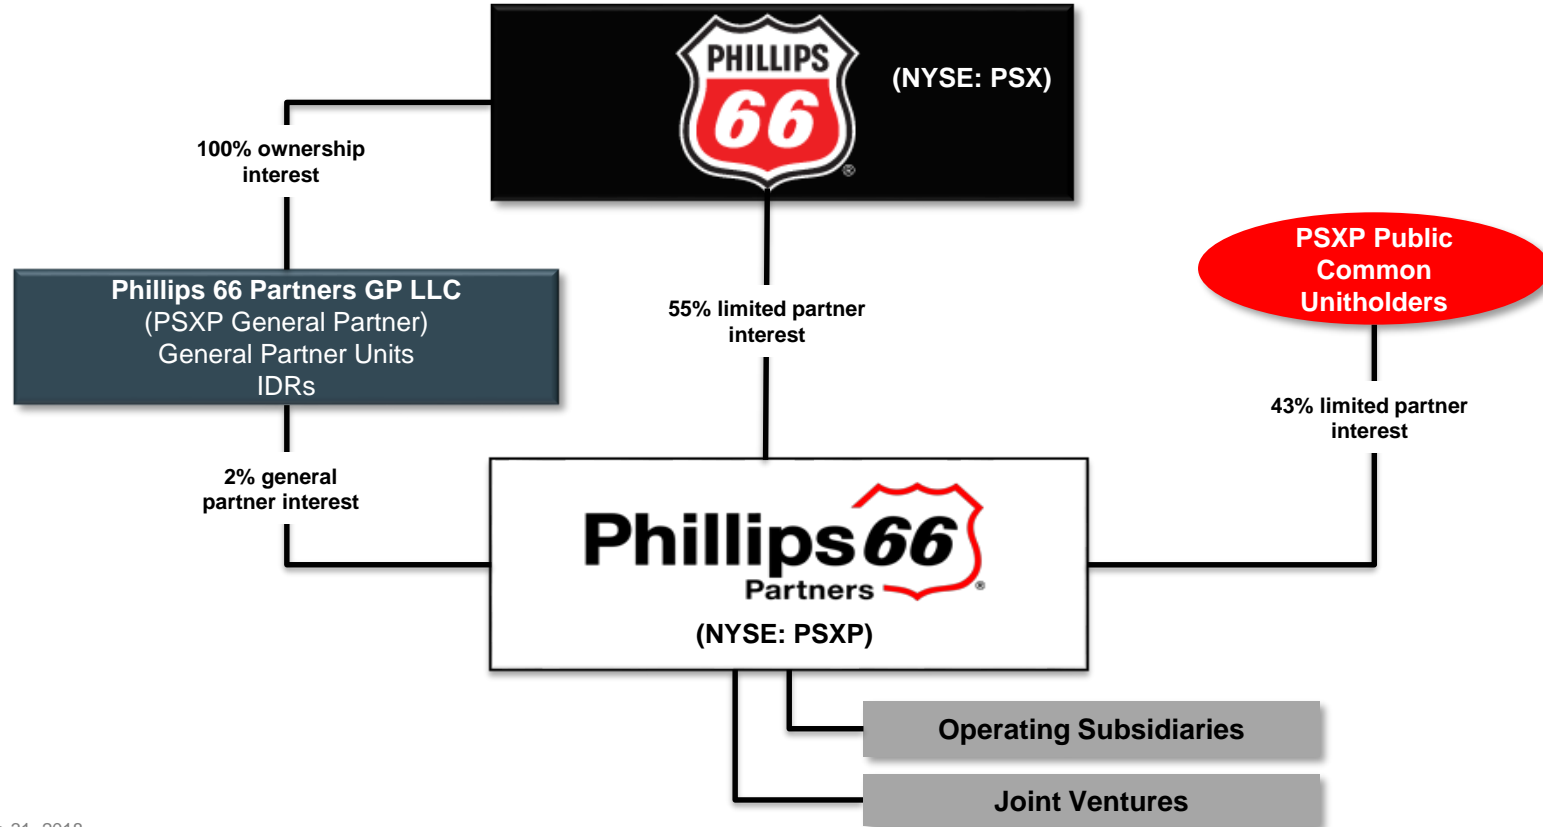 PHILLIPS
66
®
(NYSE: PSX)
100% ownership
interest
Phillips 66 Partners GP LLC
(PSXP General Partner)
General Partner Units
IDRs
55% limited partner
interest
PSXP Public
Common
Unitholders
43% limited partner
interest
2% general
partner interest
Phillips 66
Partners
®
(NYSE: PSXP)
Operating Subsidiaries
Joint Ventures